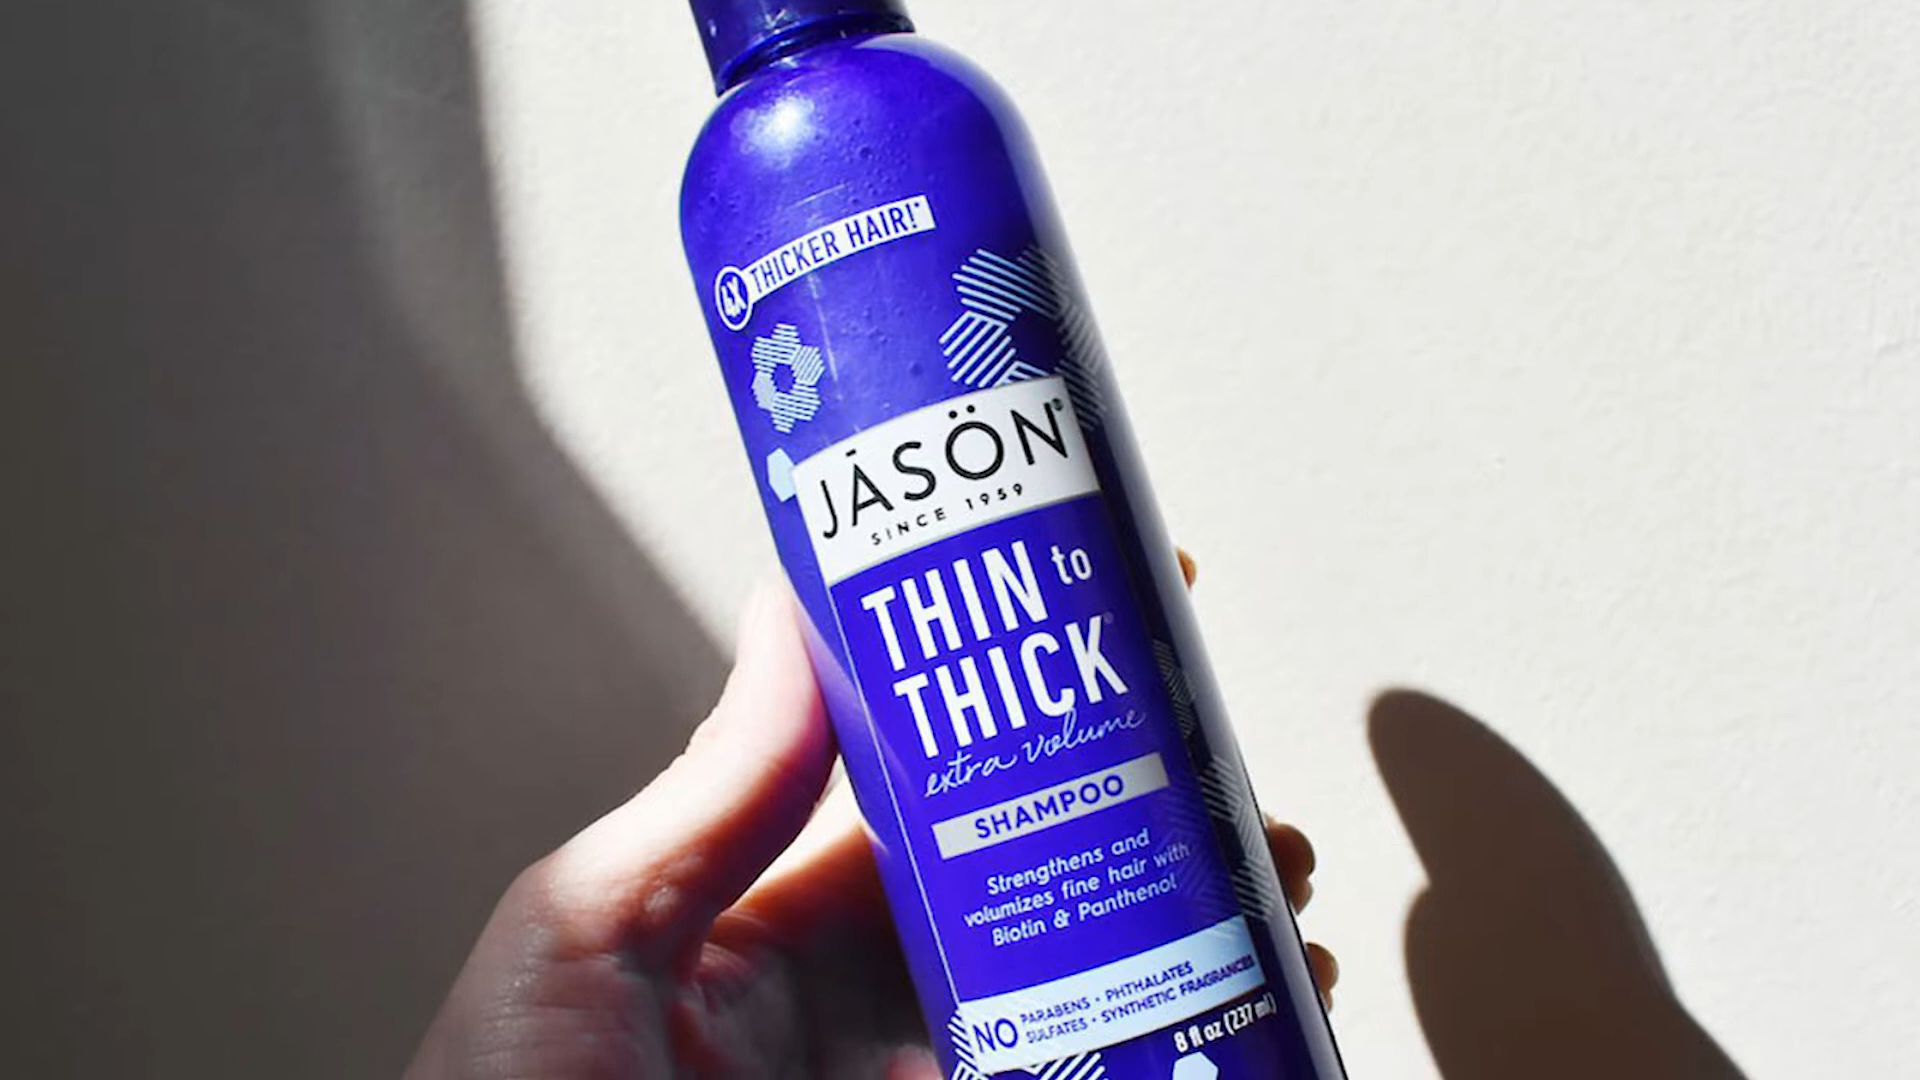 4X THICKER HAIR!*
JĀSÖN®
SINCE 1959
THIN to
THICK®
extra volume
SHAMPOO
Strengthens and
volumizes fine hair with
Biotin & Panthenol
NO PARABENS • PHTHALATES
SULFATES • SYNTHETIC FRAGRANCES
8 fl oz (237 ml)